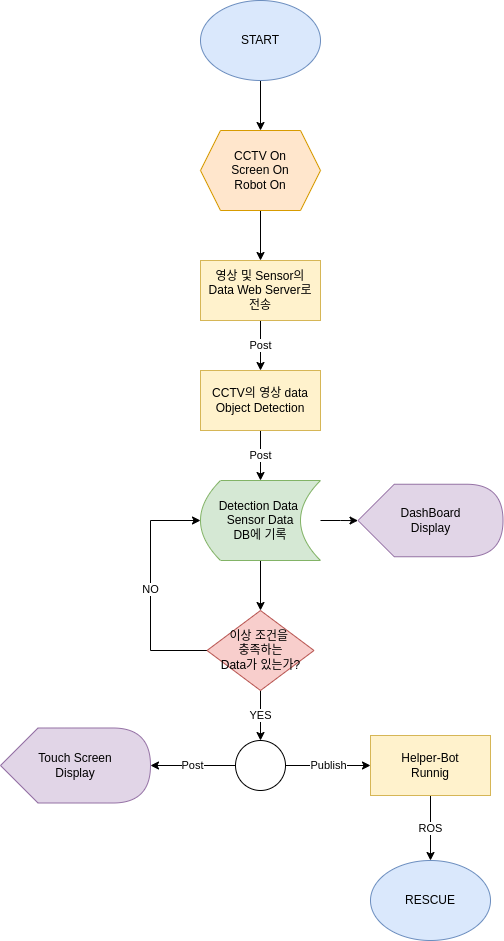 START
CCTV On
Screen On
Robot On
영상 및 Sensor의
Data Web Server로
전송
Post
CCTV의 영상 data
Object Detection
Post
Detection Data
Sensor Data
DB에 기록
DashBoard
Display
NO
이상 조건을
충족하는
Data가 있는가?
YES
Touch Screen
Display
Post
Publish
Helper-Bot
Runnig
ROS
RESCUE